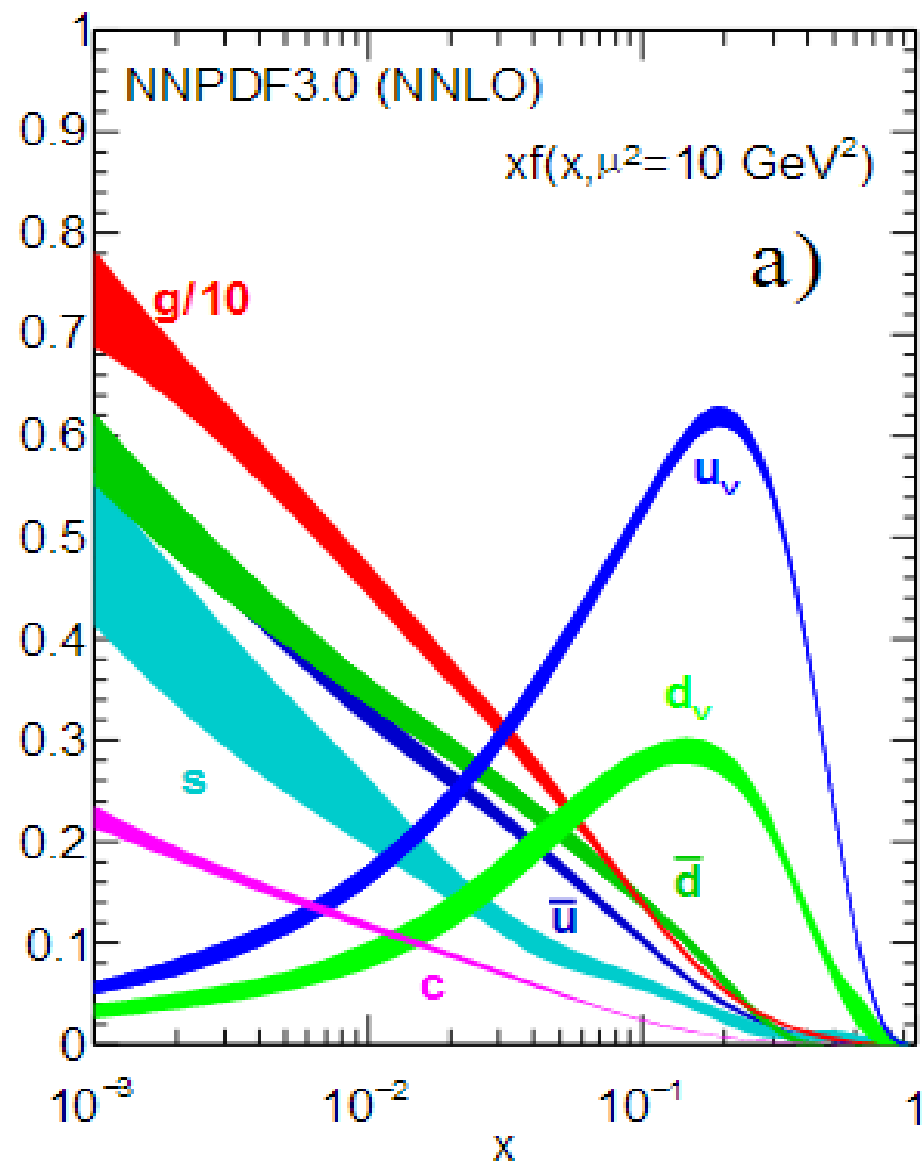 1
NNPDF3.0 (NNLO)
0.9
xf(x,μ²=10 GeV²)
0.8
a)
g/10
0.7
0.6
u_v
0.5
0.4
d_v
0.3
s
0.2
d̄
ū
0.1
c
0
10⁻³ 10⁻² 10⁻¹ 1
x